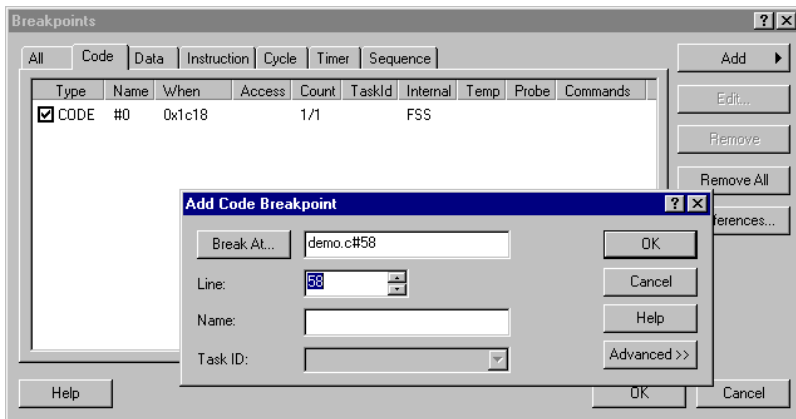 Breakpoints
All Code Data Instruction Cycle Timer Sequence
Add
Type Name When Access Count TaskId Internal Temp Probe Commands
Edit...
CODE #0 0x1c18 1/1 FSS
Remove
Remove All
Add Code Breakpoint
ferences...
Break At... demo.c#58 OK
Line: 58 Cancel
Name: Help
Task ID: Advanced >>
Help OK Cancel